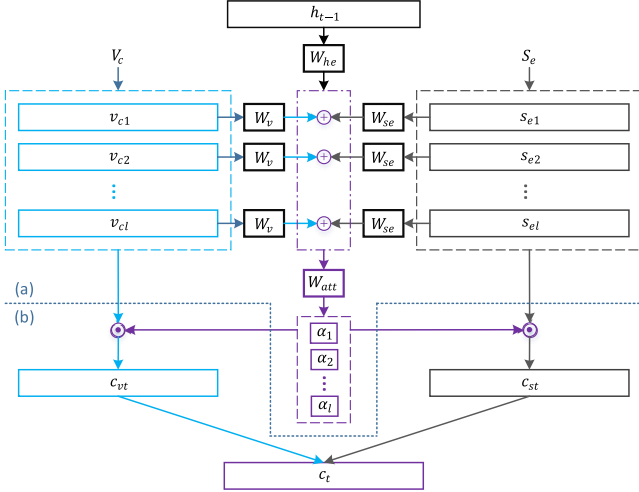 h_{t−1}
V_c
W_{he}
S_e
v_{c1} W_v + W_{se} s_{e1}
v_{c2} W_v + W_{se} s_{e2}
⋮ ⋮
v_{cl} W_v + W_{se} s_{el}
W_{att}
(a)
(b)
α_1
α_2
⋮
α_l
c_{vt} c_{st}
c_t